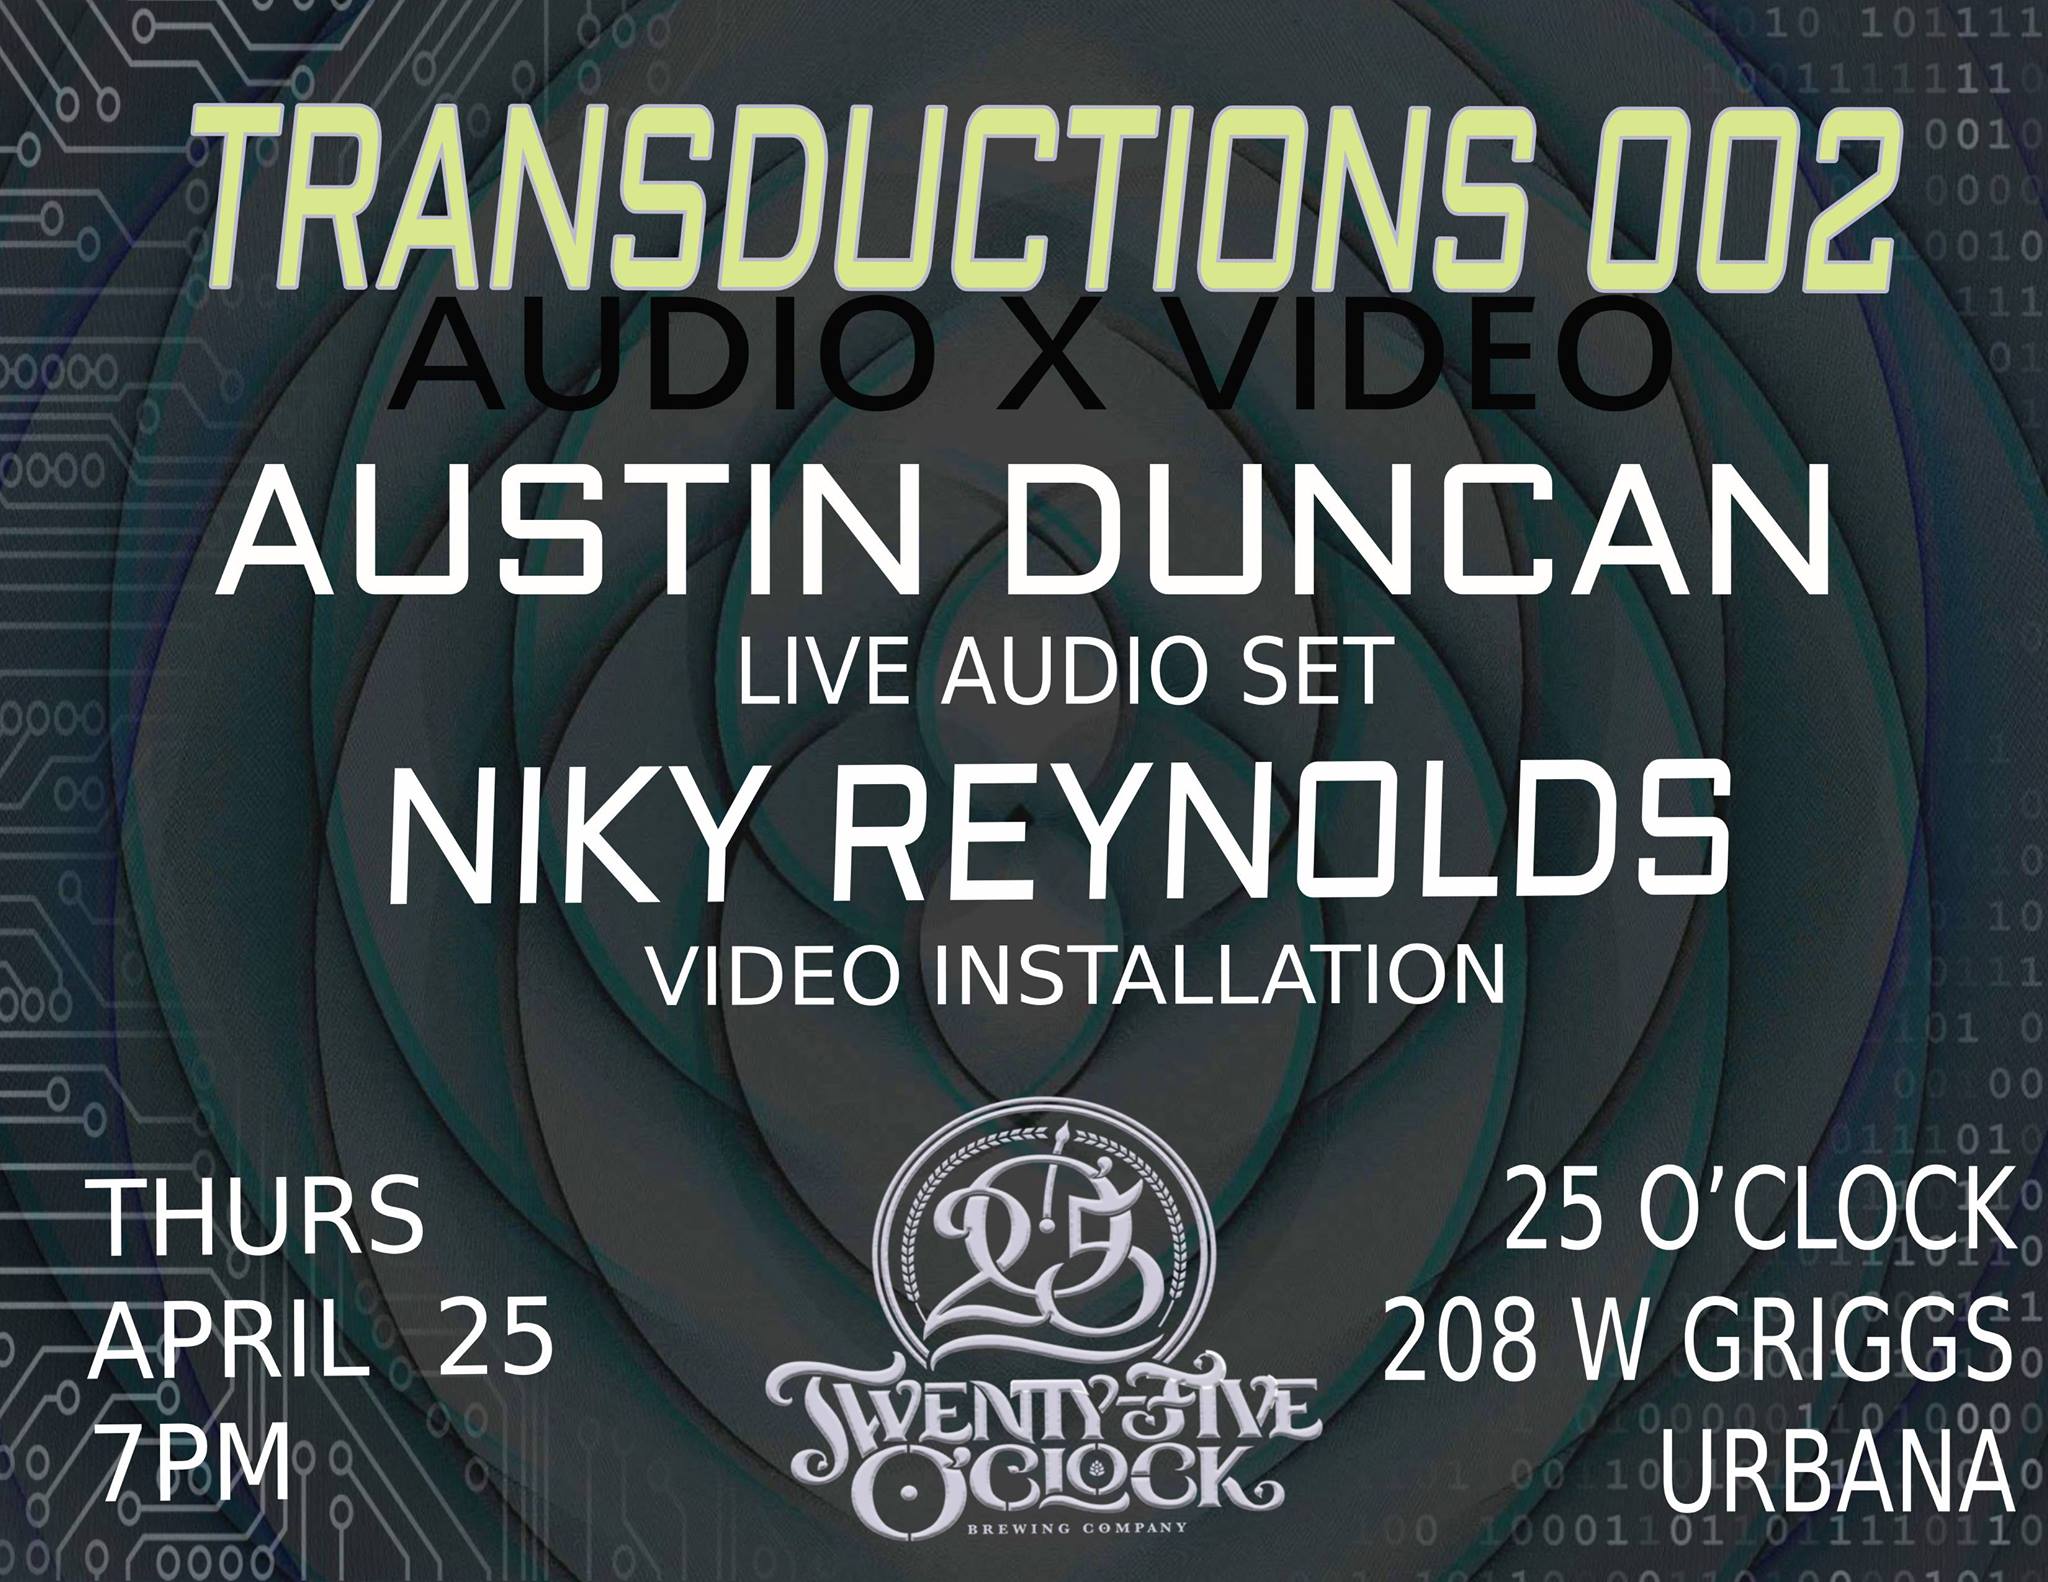 TRANSDUCTIONS 002
AUDIO X VIDEO
AUSTIN DUNCAN
LIVE AUDIO SET
NIKY REYNOLDS
VIDEO INSTALLATION
THURS
APRIL 25
7PM
25
TWENTY-FIVE
O'CLOCK
BREWING COMPANY
25 O'CLOCK
208 W GRIGGS
URBANA